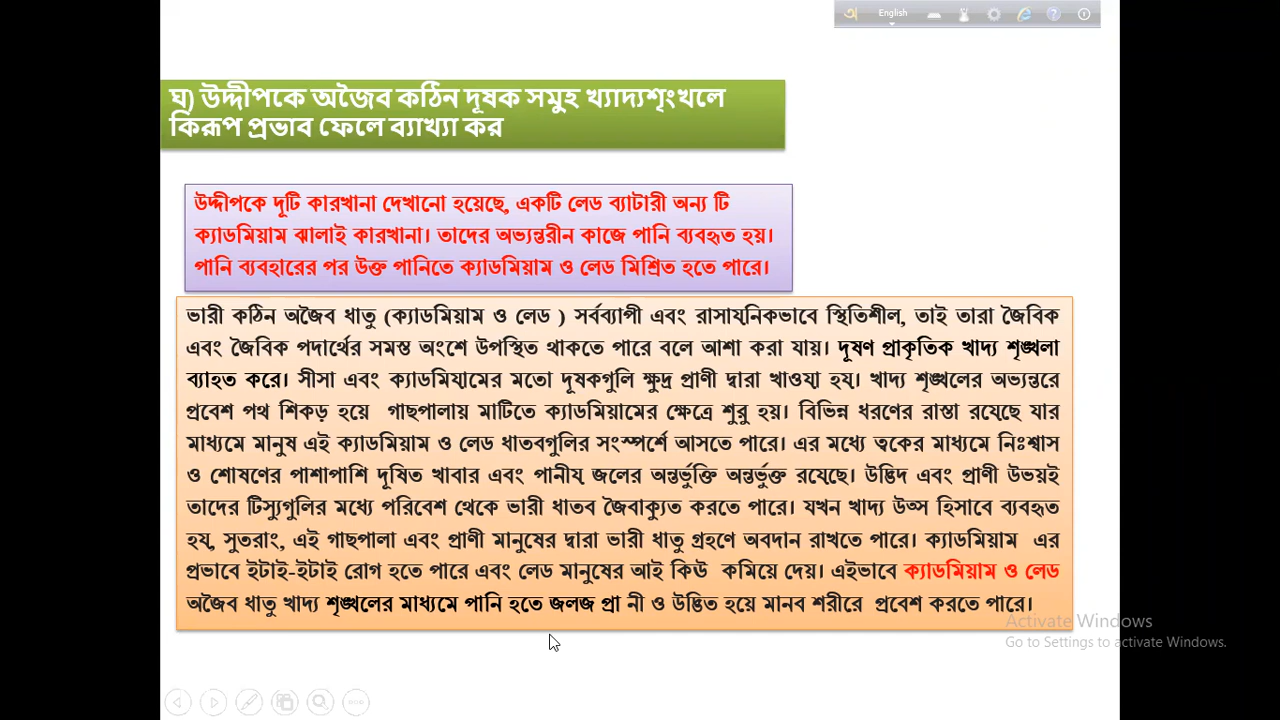 অ English
ঘ) উদ্দীপকে অজৈব কঠিন দূষক সমুহ খ্যাদ্যশৃংখলে
কিরূপ প্রভাব ফেলে ব্যাখ্যা কর
উদ্দীপকে দূটি কারখানা দেখানো হয়েছে, একটি লেড ব্যাটারী অন্য টি
ক্যাডমিয়াম ঝালাই কারখানা। তাদের অভ্যন্তরীন কাজে পানি ব্যবহৃত হয়।
পানি ব্যবহারের পর উক্ত পানিতে ক্যাডমিয়াম ও লেড মিশ্রিত হতে পারে।
ভারী কঠিন অজৈব ধাতু (ক্যাডমিয়াম ও লেড ) সর্বব্যাপী এবং রাসায়নিকভাবে স্থিতিশীল, তাই তারা জৈবিক
এবং জৈবিক পদার্থের সমস্ত অংশে উপস্থিত থাকতে পারে বলে আশা করা যায়। দূষণ প্রাকৃতিক খাদ্য শৃঙ্খলা
ব্যাহত করে। সীসা এবং ক্যাডমিয়ামের মতো দূষকগুলি ক্ষুদ্র প্রাণী দ্বারা খাওয়া হয়। খাদ্য শৃঙ্খলের অভ্যন্তরে
প্রবেশ পথ শিকড় হয়ে গাছপালায় মাটিতে ক্যাডমিয়ামের ক্ষেত্রে শুরু হয়। বিভিন্ন ধরণের রাস্তা রয়েছে যার
মাধ্যমে মানুষ এই ক্যাডমিয়াম ও লেড ধাতবগুলির সংস্পর্শে আসতে পারে। এর মধ্যে ত্বকের মাধ্যমে নিঃশ্বাস
ও শোষণের পাশাপাশি দূষিত খাবার এবং পানীয় জলের অন্তর্ভুক্তি অন্তর্ভুক্ত রয়েছে। উদ্ভিদ এবং প্রাণী উভয়ই
তাদের টিস্যুগুলির মধ্যে পরিবেশ থেকে ভারী ধাতব জৈবাক্যুত করতে পারে। যখন খাদ্য উত্স হিসাবে ব্যবহৃত
হয়, সুতরাং, এই গাছপালা এবং প্রাণী মানুষের দ্বারা ভারী ধাতু গ্রহণে অবদান রাখতে পারে। ক্যাডমিয়াম এর
প্রভাবে ইটাই-ইটাই রোগ হতে পারে এবং লেড মানুষের আই কিউ কমিয়ে দেয়। এইভাবে ক্যাডমিয়াম ও লেড
অজৈব ধাতু খাদ্য শৃঙ্খলের মাধ্যমে পানি হতে জলজ প্রা নী ও উদ্ভিত হয়ে মানব শরীরে প্রবেশ করতে পারে।
Activate Windows
Go to Settings to activate Windows.